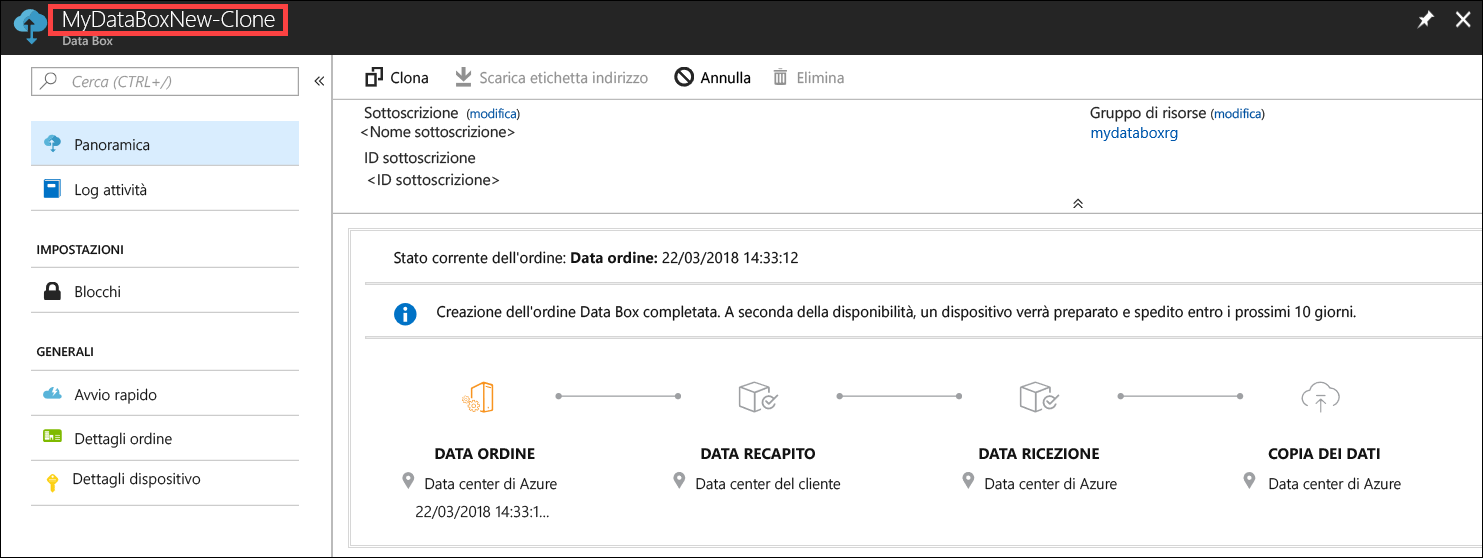 MyDataBoxNew-Clone
Data Box
Cerca (CTRL+/)
«
Panoramica
Log attività
IMPOSTAZIONI
Blocchi
GENERALI
Avvio rapido
Dettagli ordine
Dettagli dispositivo
Clona Scarica etichetta indirizzo Annulla Elimina
Sottoscrizione (modifica) Gruppo di risorse (modifica)
<Nome sottoscrizione> mydataboxrg
ID sottoscrizione
<ID sottoscrizione>
Stato corrente dell'ordine: Data ordine: 22/03/2018 14:33:12
Creazione dell'ordine Data Box completata. A seconda della disponibilità, un dispositivo verrà preparato e spedito entro i prossimi 10 giorni.
DATA ORDINE DATA RECAPITO DATA RICEZIONE COPIA DEI DATI
Data center di Azure Data center del cliente Data center di Azure Data center di Azure
22/03/2018 14:33:1...